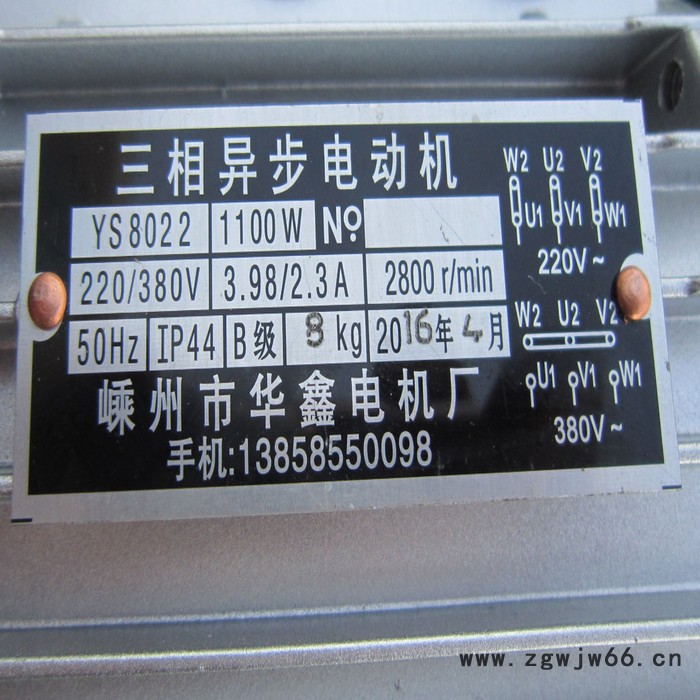 三相异步电动机
YS8022 1100W №
220/380V 3.98/2.3A 2800 r/min
50Hz IP44 B级 8 kg 2016年4月
嵊州市华鑫电机厂
手机:13858550098
W2 U2 V2
U1 V1 W1
220V~
W2 U2 V2
U1 V1 W1
380V~
www.zgwjw66.cn